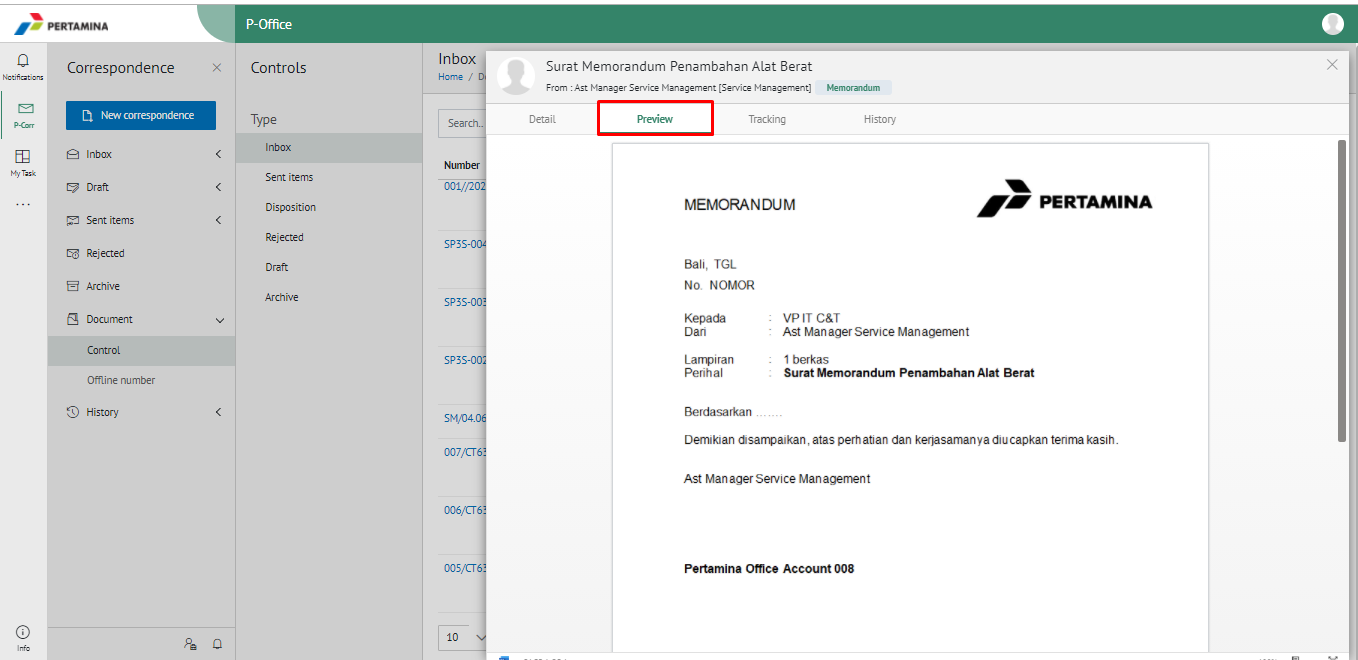 PERTAMINA
P-Office
Notifications
P-Corr
My Task
...
Info
Correspondence
New correspondence
Inbox
Draft
Sent items
Rejected
Archive
Document
Control
Offline number
History
Controls
Type
Inbox
Sent items
Disposition
Rejected
Draft
Archive
Inbox
Home /
Search..
Number
001//202
SP3S-004
SP3S-003
SP3S-002
SM/04.06
007/CT63
006/CT63
005/CT63
10
Surat Memorandum Penambahan Alat Berat
From : Ast Manager Service Management [Service Management] Memorandum
Detail Preview Tracking History
MEMORANDUM
PERTAMINA
Bali, TGL
No. NOMOR
Kepada : VP IT C&T
Dari : Ast Manager Service Management
Lampiran : 1 berkas
Perihal : Surat Memorandum Penambahan Alat Berat
Berdasarkan .......
Demikian disampaikan, atas perhatian dan kerjasamanya diucapkan terima kasih.
Ast Manager Service Management
Pertamina Office Account 008